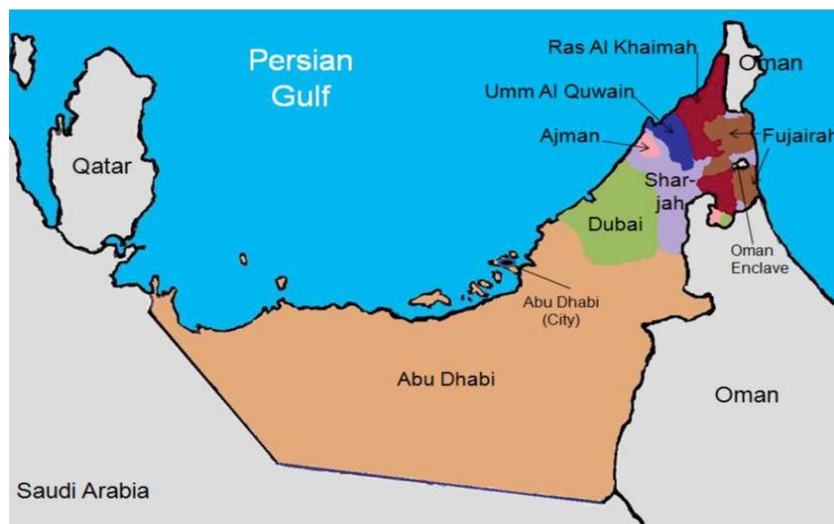 Persian
Gulf
Ras Al Khaimah
Oman
Umm Al Quwain
Ajman
Fujairah
Qatar
Shar-
jah
Dubai
Oman
Enclave
Abu Dhabi
(City)
Abu Dhabi
Oman
Saudi Arabia